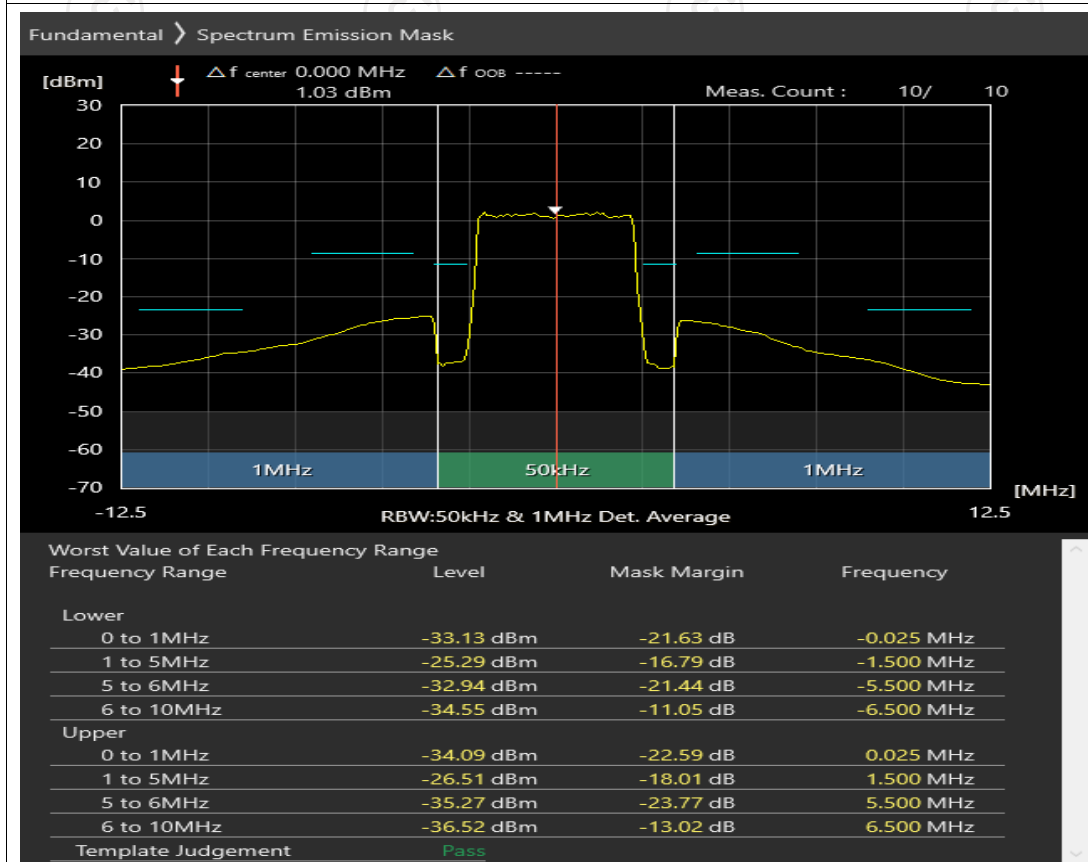 Fundamental ❯ Spectrum Emission Mask
[dBm] △f center 0.000 MHz △f OOB -----
1.03 dBm Meas. Count : 10/ 10
30
20
10
0
-10
-20
-30
-40
-50
-60
1MHz 50kHz 1MHz
-70 [MHz]
-12.5 RBW:50kHz & 1MHz Det. Average 12.5
Worst Value of Each Frequency Range
Frequency Range Level Mask Margin Frequency
Lower
0 to 1MHz -33.13 dBm -21.63 dB -0.025 MHz
1 to 5MHz -25.29 dBm -16.79 dB -1.500 MHz
5 to 6MHz -32.94 dBm -21.44 dB -5.500 MHz
6 to 10MHz -34.55 dBm -11.05 dB -6.500 MHz
Upper
0 to 1MHz -34.09 dBm -22.59 dB 0.025 MHz
1 to 5MHz -26.51 dBm -18.01 dB 1.500 MHz
5 to 6MHz -35.27 dBm -23.77 dB 5.500 MHz
6 to 10MHz -36.52 dBm -13.02 dB 6.500 MHz
Template Judgement Pass